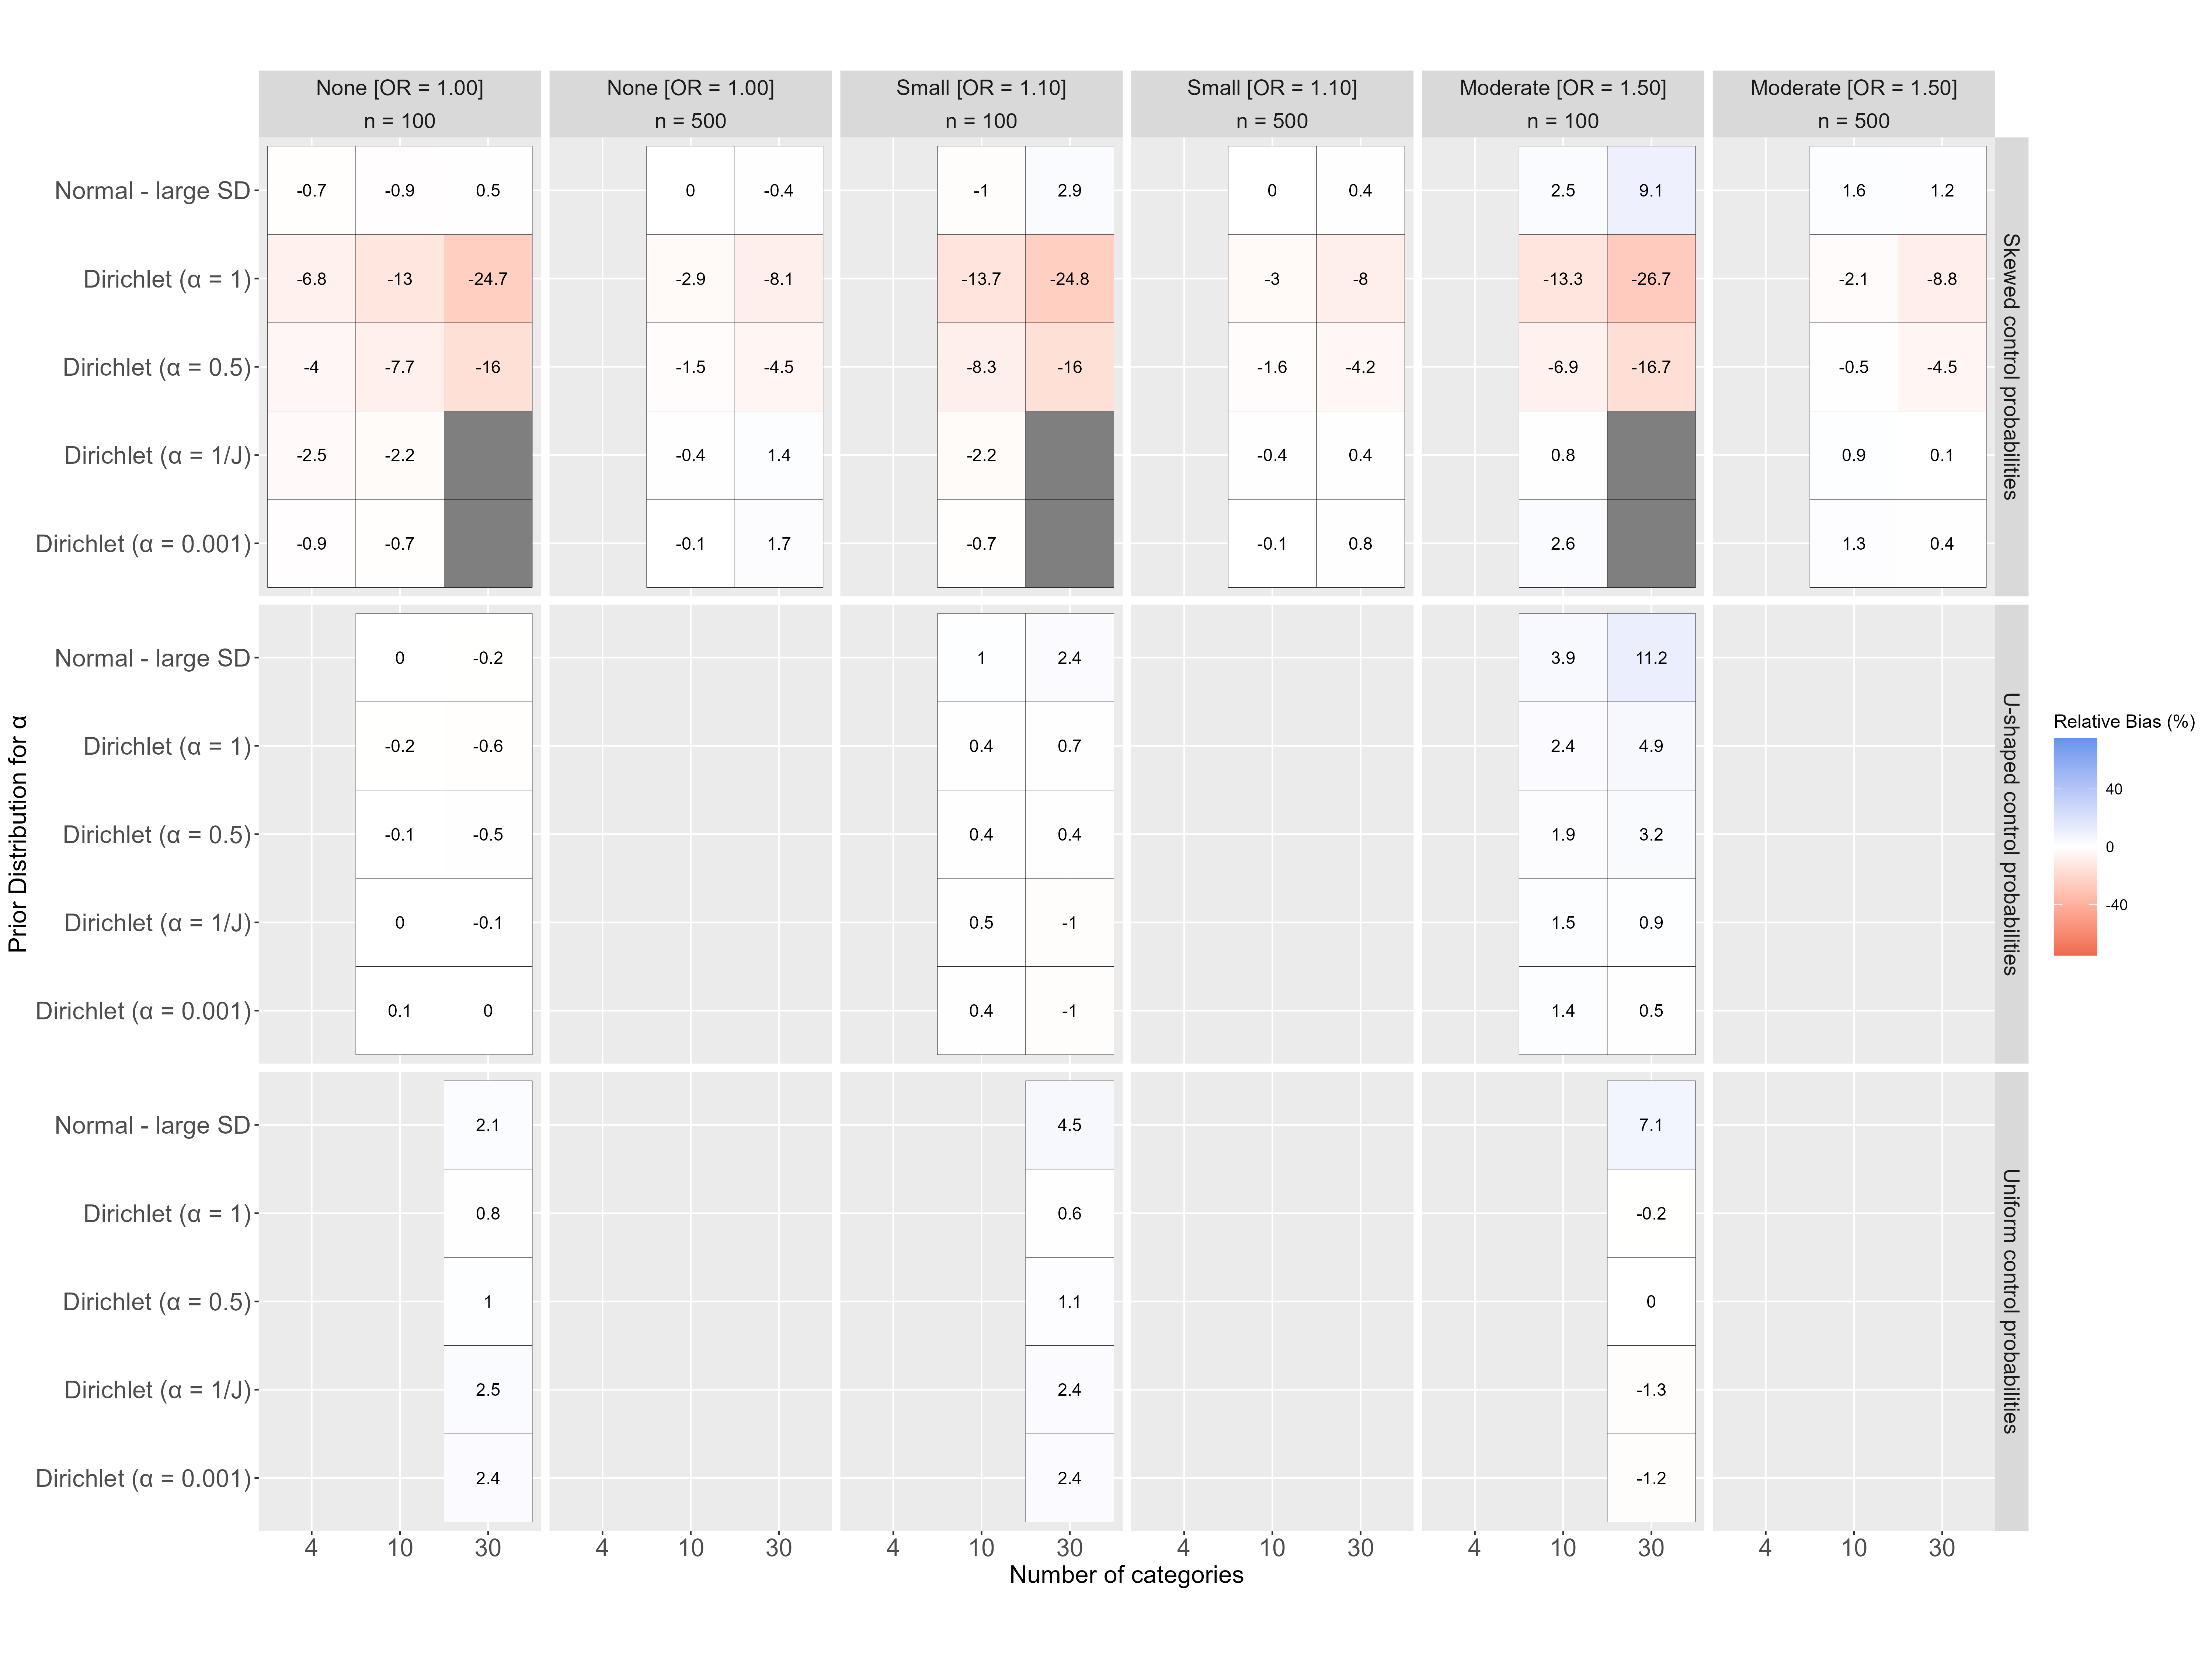 None [OR = 1.00] None [OR = 1.00] Small [OR = 1.10] Small [OR = 1.10] Moderate [OR = 1.50] Moderate [OR = 1.50]
n = 100 n = 500 n = 100 n = 500 n = 100 n = 500
Prior Distribution for α
Skewed control probabilities
Normal - large SD -0.7 -0.9 0.5 0 -0.4 -1 2.9 0 0.4 2.5 9.1 1.6 1.2
Dirichlet (α = 1) -6.8 -13 -24.7 -2.9 -8.1 -13.7 -24.8 -3 -8 -13.3 -26.7 -2.1 -8.8
Dirichlet (α = 0.5) -4 -7.7 -16 -1.5 -4.5 -8.3 -16 -1.6 -4.2 -6.9 -16.7 -0.5 -4.5
Dirichlet (α = 1/J) -2.5 -2.2 -0.4 1.4 -2.2 -0.4 0.4 0.8 0.9 0.1
Dirichlet (α = 0.001) -0.9 -0.7 -0.1 1.7 -0.7 -0.1 0.8 2.6 1.3 0.4
U-shaped control probabilities
Normal - large SD 0 -0.2 1 2.4 3.9 11.2
Dirichlet (α = 1) -0.2 -0.6 0.4 0.7 2.4 4.9
Dirichlet (α = 0.5) -0.1 -0.5 0.4 0.4 1.9 3.2
Dirichlet (α = 1/J) 0 -0.1 0.5 -1 1.5 0.9
Dirichlet (α = 0.001) 0.1 0 0.4 -1 1.4 0.5
Uniform control probabilities
Normal - large SD 2.1 4.5 7.1
Dirichlet (α = 1) 0.8 0.6 -0.2
Dirichlet (α = 0.5) 1 1.1 0
Dirichlet (α = 1/J) 2.5 2.4 -1.3
Dirichlet (α = 0.001) 2.4 2.4 -1.2
4 10 30 4 10 30 4 10 30 4 10 30 4 10 30 4 10 30
Number of categories
Relative Bias (%)
40
0
-40